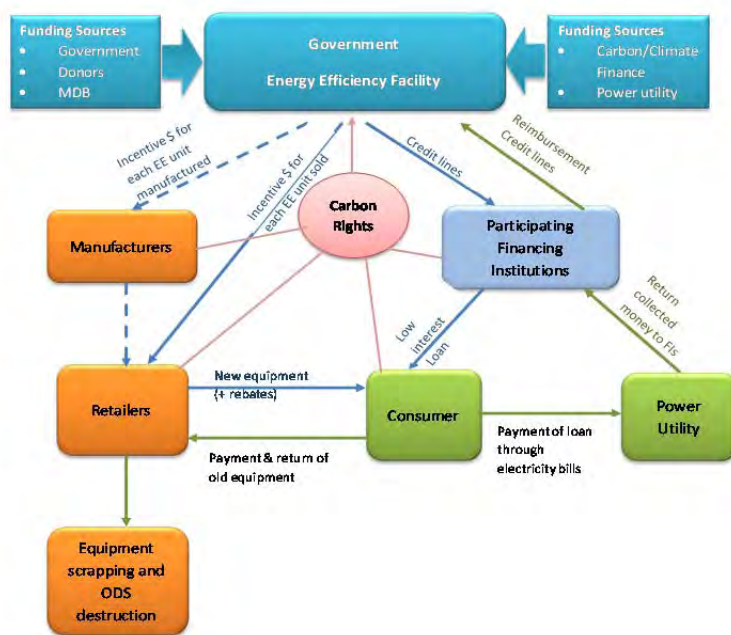 Funding Sources
• Government
• Donors
• MDB
Government
Energy Efficiency Facility
Funding Sources
• Carbon/Climate
Finance
• Power utility
Incentive $ for
each EE unit
manufactured
Incentive $ for
each EE unit sold
Credit lines
Reimbursement
Credit lines
Carbon
Rights
Manufacturers
Participating
Financing
Institutions
Low
interest
Loan
Return
collected
money to FIs
Retailers
New equipment
(+ rebates)
Consumer
Power
Utility
Payment & return of
old equipment
Payment of loan
through
electricity bills
Equipment
scrapping and
ODS
destruction